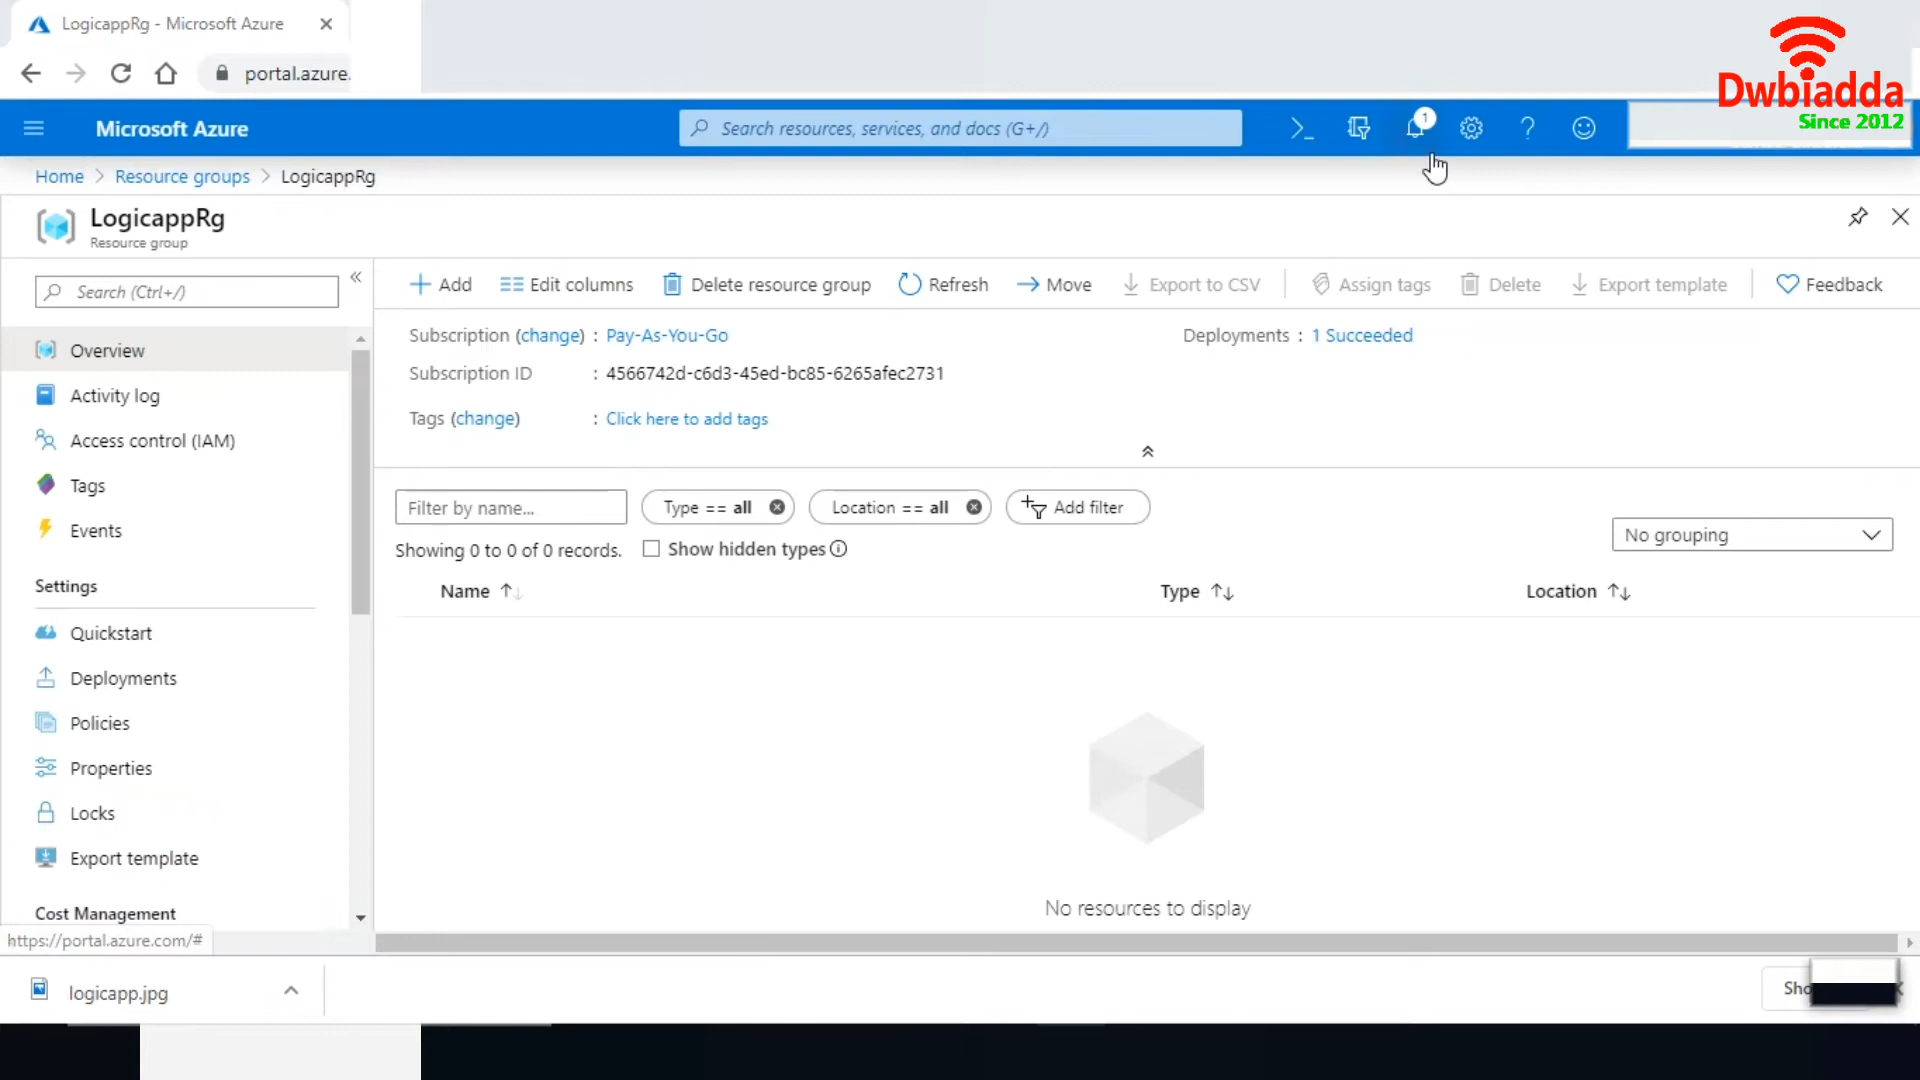 LogicappRg - Microsoft Azure
portal.azure.
Dwbiadda
Since 2012
Microsoft Azure
Search resources, services, and docs (G+/)
1
Home > Resource groups > LogicappRg
LogicappRg
Resource group
Search (Ctrl+/)
Add
Edit columns
Delete resource group
Refresh
Move
Export to CSV
Assign tags
Delete
Export template
Feedback
Overview
Activity log
Access control (IAM)
Tags
Events
Settings
Quickstart
Deployments
Policies
Properties
Locks
Export template
Cost Management
Subscription (change) : Pay-As-You-Go
Deployments : 1 Succeeded
Subscription ID : 4566742d-c6d3-45ed-bc85-6265afec2731
Tags (change) : Click here to add tags
Filter by name...
Type == all
Location == all
Add filter
Showing 0 to 0 of 0 records.
Show hidden types
No grouping
Name
Type
Location
No resources to display
https://portal.azure.com/#
logicapp.jpg